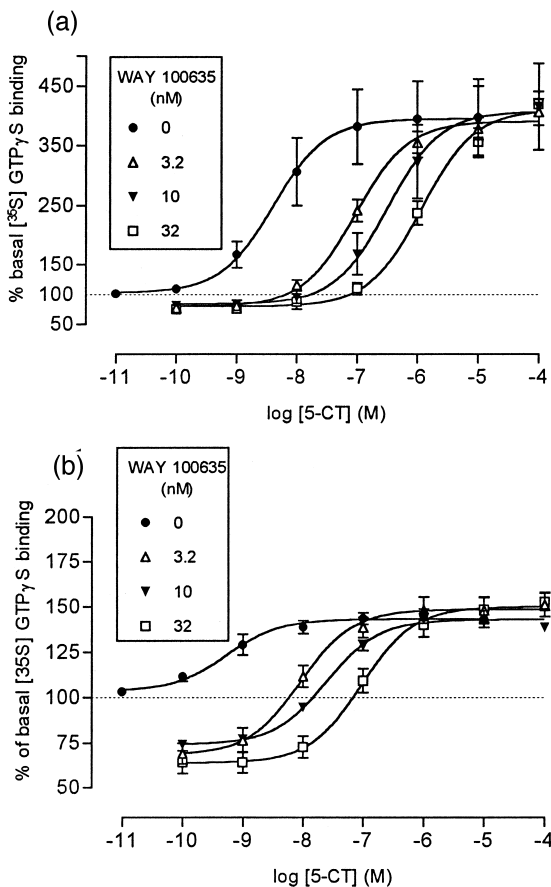 (a)
WAY 100635
(nM)
0
3.2
10
32
% basal [³⁵S] GTPγS binding
450
350
250
150
100
50
-11 -10 -9 -8 -7 -6 -5 -4
log [5-CT] (M)
(b)
WAY 100635
(nM)
0
3.2
10
32
% of basal [35S] GTPγS binding
200
175
150
125
100
75
50
-11 -10 -9 -8 -7 -6 -5 -4
log [5-CT] (M)